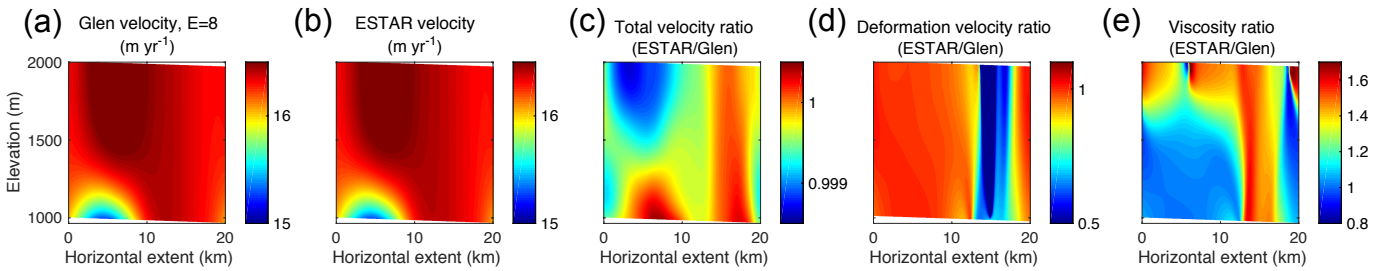 (a) Glen velocity, E=8
(m yr-1)
2000
1500
1000
Elevation (m)
0 10 20
Horizontal extent (km)
16
15
(b) ESTAR velocity
(m yr-1)
0 10 20
Horizontal extent (km)
16
15
(c) Total velocity ratio
(ESTAR/Glen)
0 10 20
Horizontal extent (km)
1
0.999
(d) Deformation velocity ratio
(ESTAR/Glen)
0 10 20
Horizontal extent (km)
1
0.5
(e) Viscosity ratio
(ESTAR/Glen)
0 10 20
Horizontal extent (km)
1.6
1.4
1.2
1
0.8